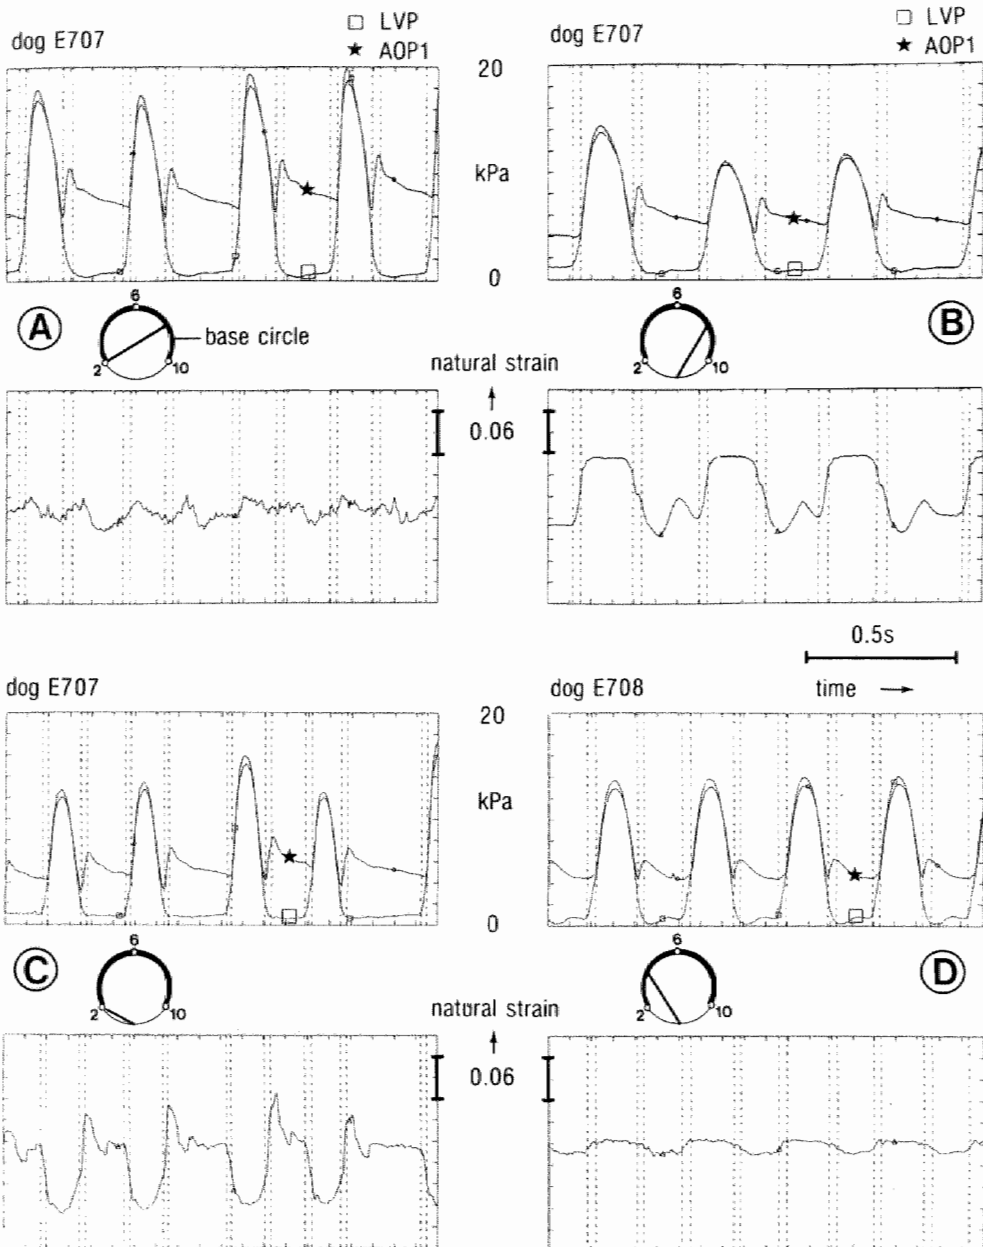 dog E707
□ LVP
★ AOP1
20
kPa
0
dog E707
□ LVP
★ AOP1
A
6
2
10
base circle
natural strain
↑
0.06
6
2
10
B
0.5s
time →
dog E707
20
kPa
0
dog E708
C
6
2
10
natural strain
↑
0.06
6
2
10
D